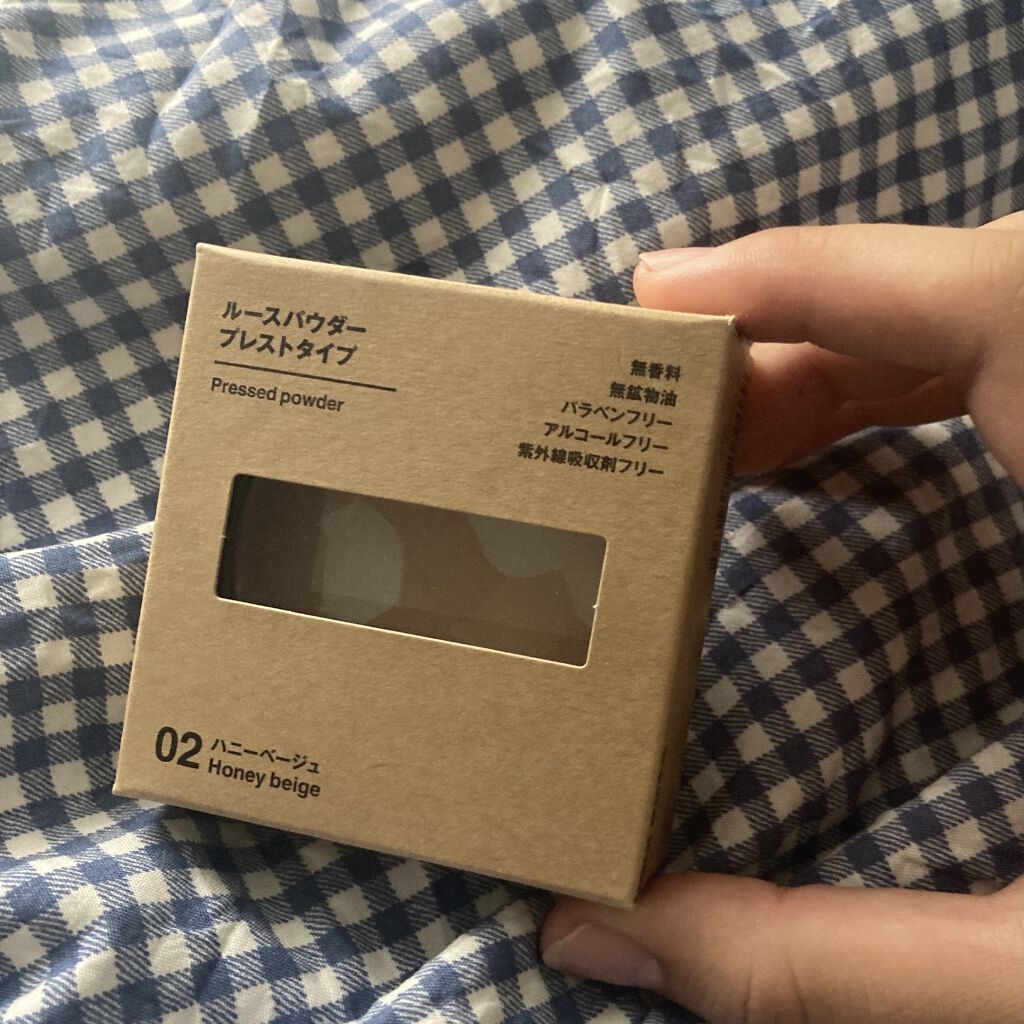 ルースパウダー
プレストタイプ
Pressed powder
無香料
無鉱物油
パラベンフリー
アルコールフリー
紫外線吸収剤フリー
02 ハニーベージュ
Honey beige